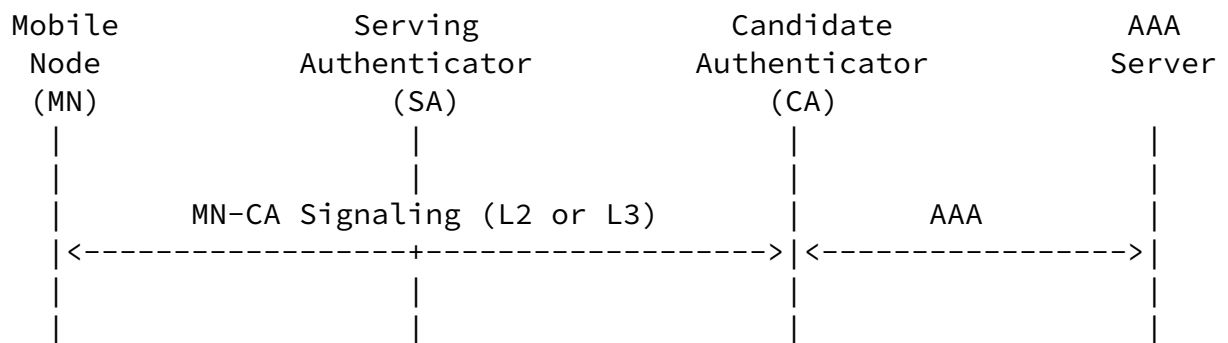 Mobile Serving Candidate AAA
Node Authenticator Authenticator Server
(MN) (SA) (CA)
MN-CA Signaling (L2 or L3) AAA